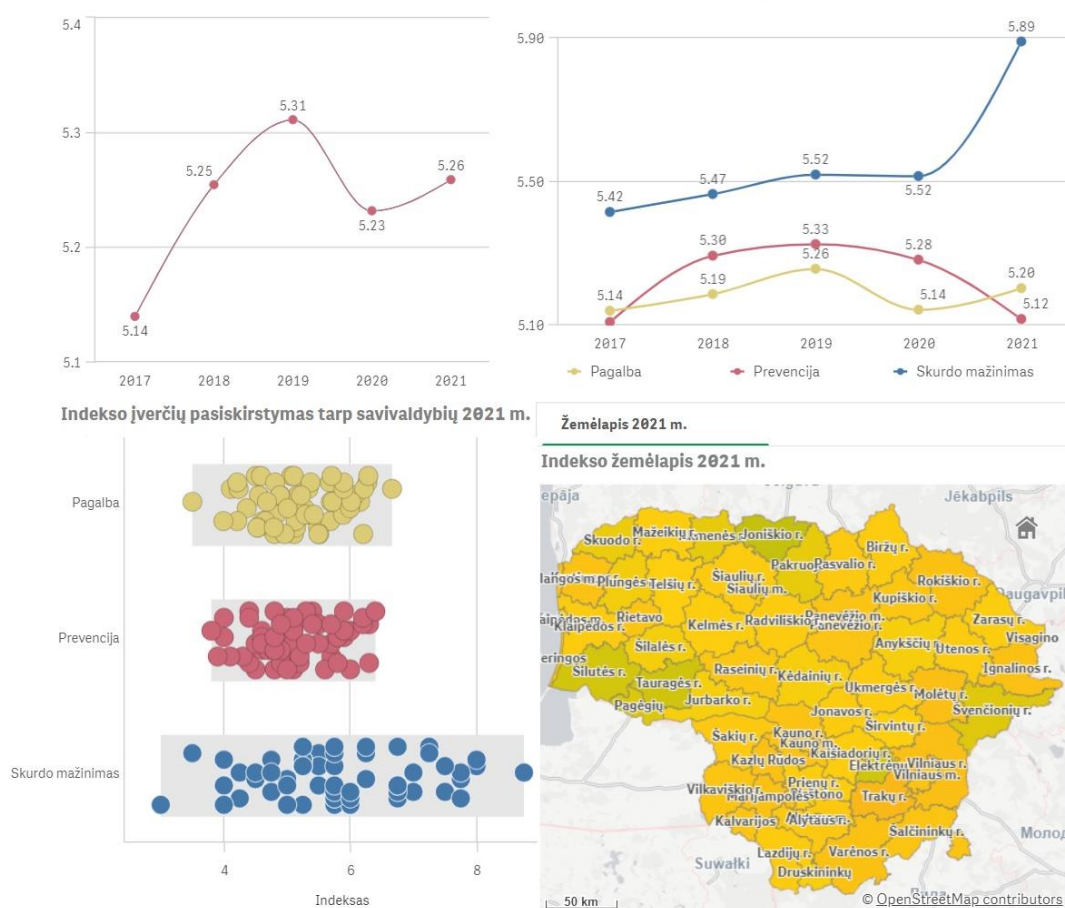 5.4
5.3
5.2
5.1
5.14
5.25
5.31
5.23
5.26
2017
2018
2019
2020
2021
5.90
5.50
5.10
5.89
5.42
5.47
5.52
5.52
5.30
5.33
5.28
5.12
5.14
5.19
5.26
5.14
5.20
2017
2018
2019
2020
2021
Pagalba
Prevencija
Skurdo mažinimas
Indekso įverčių pasiskirstymas tarp savivaldybių 2021 m.
Pagalba
Prevencija
Skurdo mažinimas
4
6
8
Indeksas
Žemėlapis 2021 m.
Indekso žemėlapis 2021 m.
Jēkabpils
Skuodo r.
Mažeikių r.
Joniškio r.
Biržų r.
Pasvalio r.
Plungės r.
Telšių r.
Šiaulių r.
Šiaulių m.
Rokiškio r.
Kupiškio r.
Zarasų r.
Visagino
Klaipėdos r.
Rietavo
Kelmės r.
Radviliškio r.
Panevėžio m.
Panevėžio r.
Anykščių r.
Utenos r.
Ignalinos r.
Šilalės r.
Šilutės r.
Tauragės r.
Raseinių r.
Kėdainių r.
Ukmergės r.
Molėtų r.
Švenčionių r.
Pagėgių
Jurbarko r.
Jonavos r.
Širvintų r.
Šakių r.
Kauno r.
Kauno m.
Kaišiadorių r.
Kazlų Rūdos
Vilniaus r.
Vilniaus m.
Vilkaviškio r.
Prienų r.
Trakų r.
Kalvarijos
Alytaus r.
Šalčininkų r.
Lazdijų r.
Varėnos r.
Druskininkų
Suwałki
50 km
© OpenStreetMap contributors